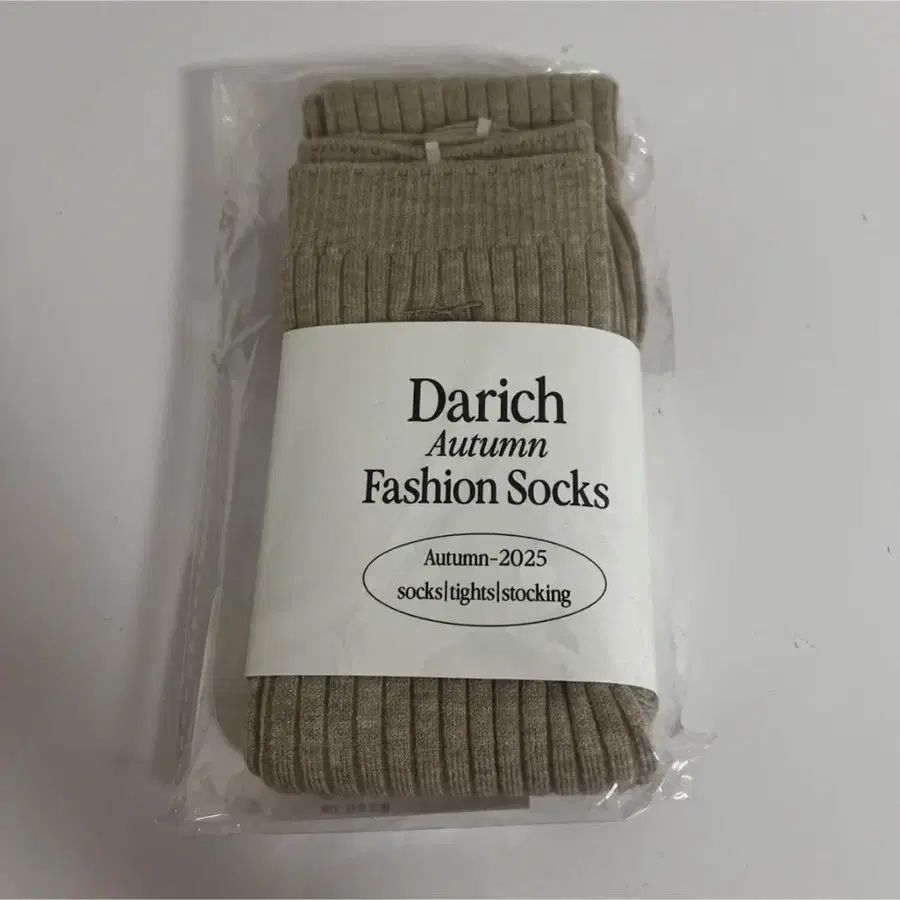 Darich
Autumn
Fashion Socks
Autumn-2025
socks|tights|stocking